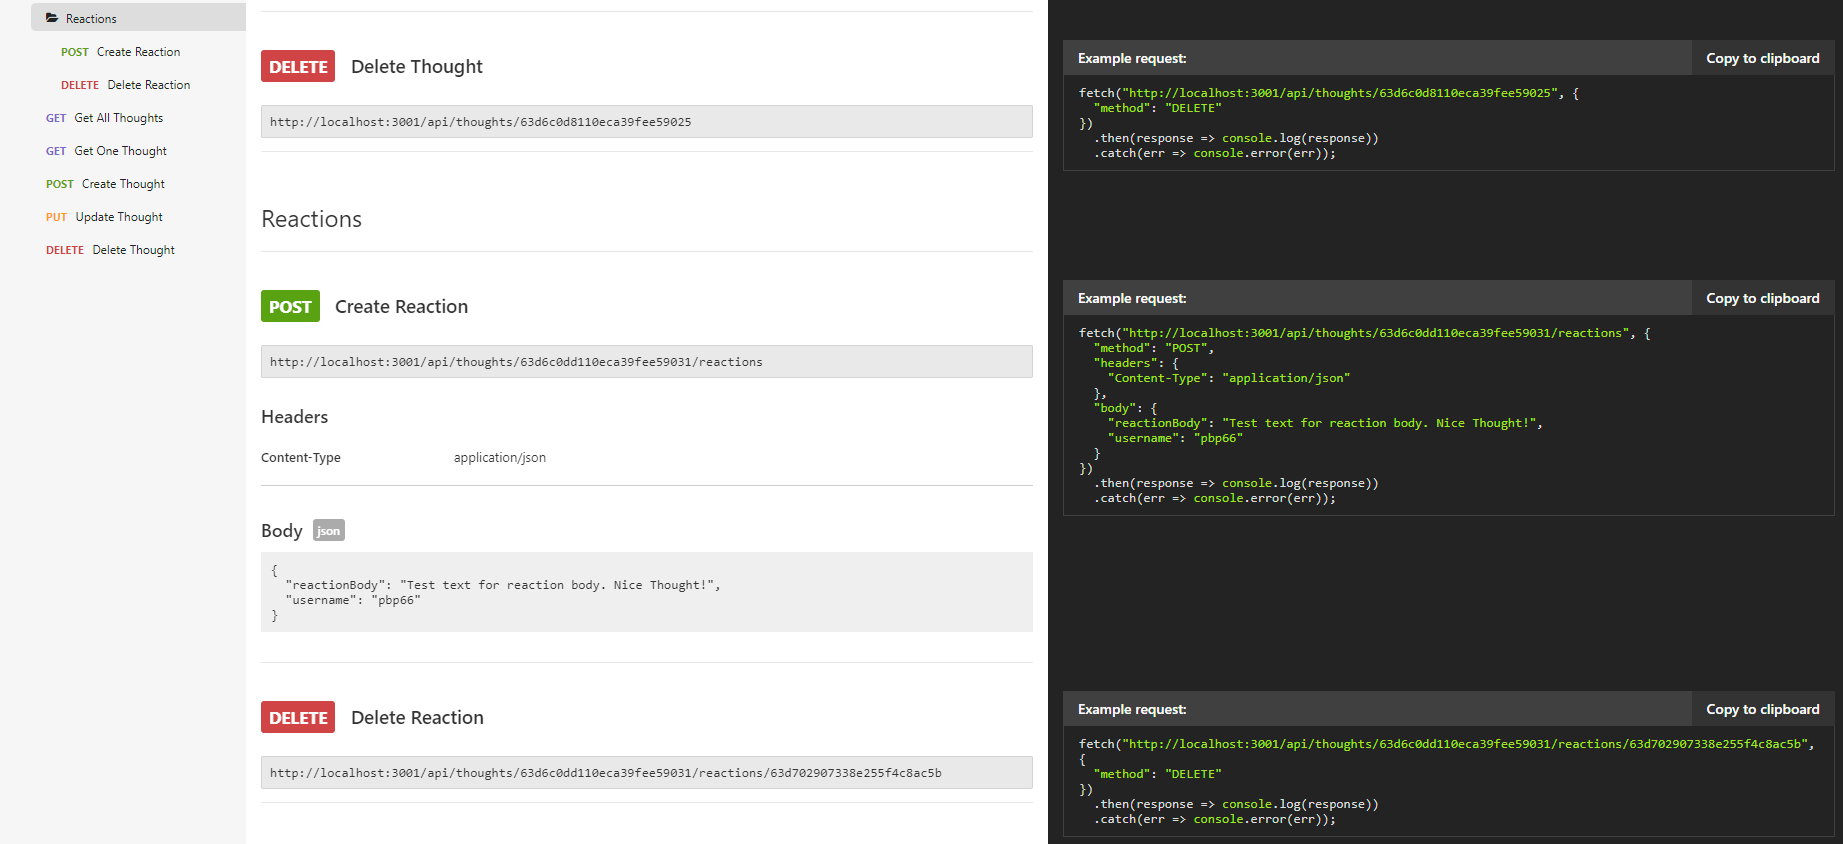 Reactions
POST Create Reaction
DELETE Delete Reaction
GET Get All Thoughts
GET Get One Thought
POST Create Thought
PUT Update Thought
DELETE Delete Thought
DELETE Delete Thought
http://localhost:3001/api/thoughts/63d6c0d8110eca39fee59025
Reactions
POST Create Reaction
http://localhost:3001/api/thoughts/63d6c0dd110eca39fee59031/reactions
Headers
Content-Type application/json
Body json
{
"reactionBody": "Test text for reaction body. Nice Thought!",
"username": "pbp66"
}
DELETE Delete Reaction
http://localhost:3001/api/thoughts/63d6c0dd110eca39fee59031/reactions/63d702907338e255f4c8ac5b
Example request: Copy to clipboard
fetch("http://localhost:3001/api/thoughts/63d6c0d8110eca39fee59025", {
"method": "DELETE"
})
.then(response => console.log(response))
.catch(err => console.error(err));
Example request: Copy to clipboard
fetch("http://localhost:3001/api/thoughts/63d6c0dd110eca39fee59031/reactions", {
"method": "POST",
"headers": {
"Content-Type": "application/json"
},
"body": {
"reactionBody": "Test text for reaction body. Nice Thought!",
"username": "pbp66"
}
})
.then(response => console.log(response))
.catch(err => console.error(err));
Example request: Copy to clipboard
fetch("http://localhost:3001/api/thoughts/63d6c0dd110eca39fee59031/reactions/63d702907338e255f4c8ac5b",
{
"method": "DELETE"
})
.then(response => console.log(response))
.catch(err => console.error(err));